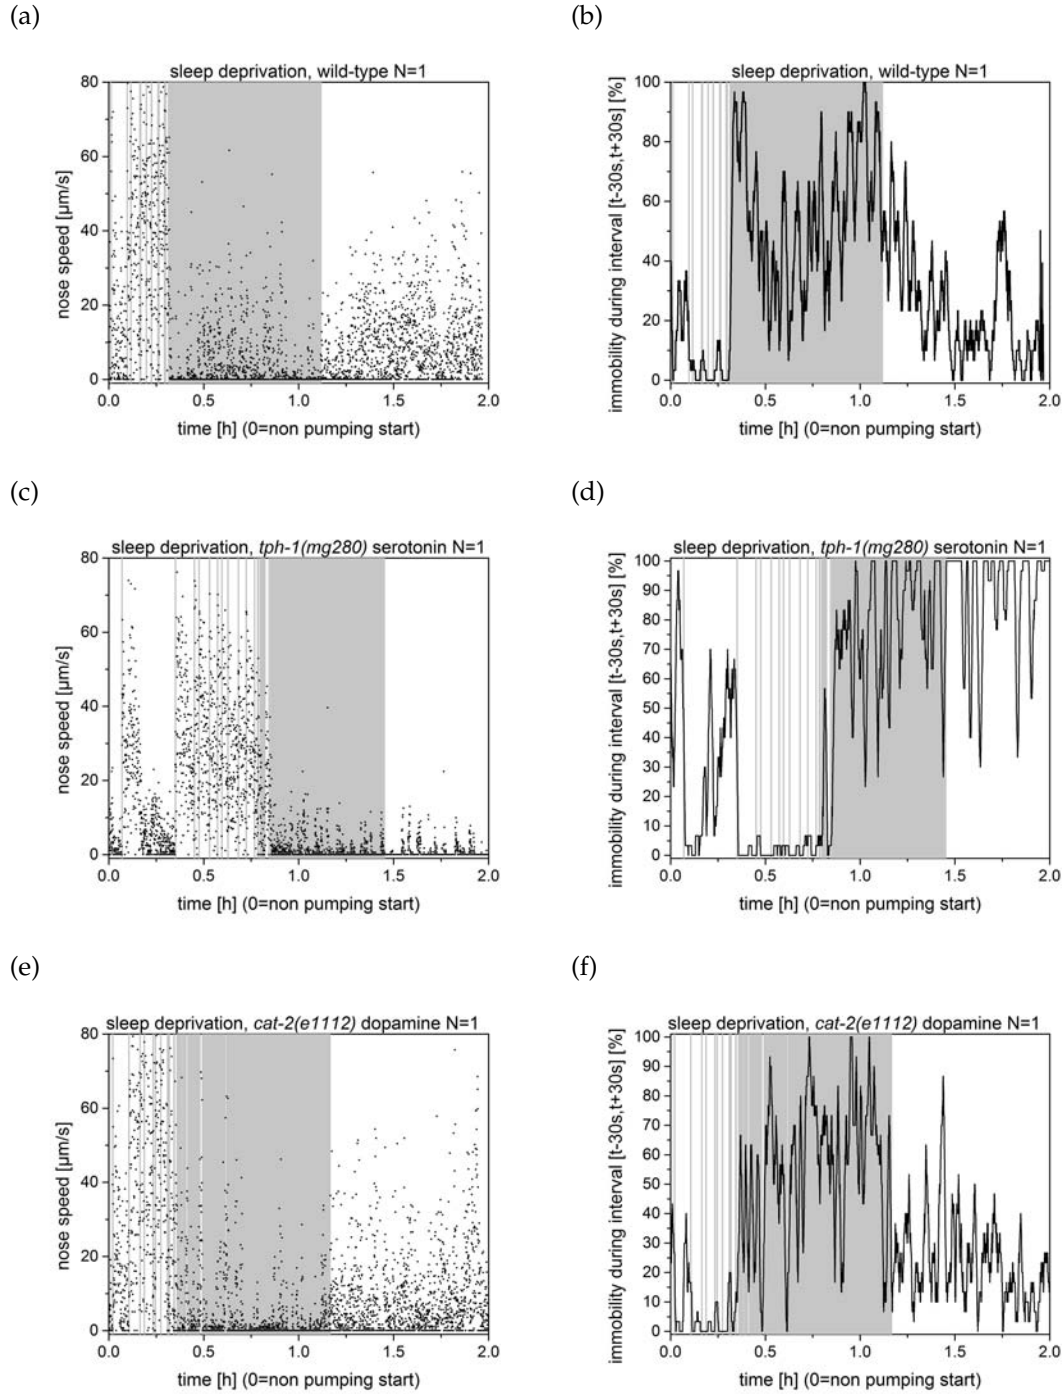 (a)
sleep deprivation, wild-type N=1
nose speed [µm/s]
80
60
40
20
0
0.0 0.5 1.0 1.5 2.0
time [h] (0=non pumping start)
(b)
sleep deprivation, wild-type N=1
immobility during interval [t-30s,t+30s] [%]
100
90
80
70
60
50
40
30
20
10
0
0.0 0.5 1.0 1.5 2.0
time [h] (0=non pumping start)
(c)
sleep deprivation, tph-1(mg280) serotonin N=1
nose speed [µm/s]
80
60
40
20
0
0.0 0.5 1.0 1.5 2.0
time [h] (0=non pumping start)
(d)
sleep deprivation, tph-1(mg280) serotonin N=1
immobility during interval [t-30s,t+30s] [%]
100
90
80
70
60
50
40
30
20
10
0
0.0 0.5 1.0 1.5 2.0
time [h] (0=non pumping start)
(e)
sleep deprivation, cat-2(e1112) dopamine N=1
nose speed [µm/s]
80
60
40
20
0
0.0 0.5 1.0 1.5 2.0
time [h] (0=non pumping start)
(f)
sleep deprivation, cat-2(e1112) dopamine N=1
immobility during interval [t-30s,t+30s] [%]
100
90
80
70
60
50
40
30
20
10
0
0.0 0.5 1.0 1.5 2.0
time [h] (0=non pumping start)